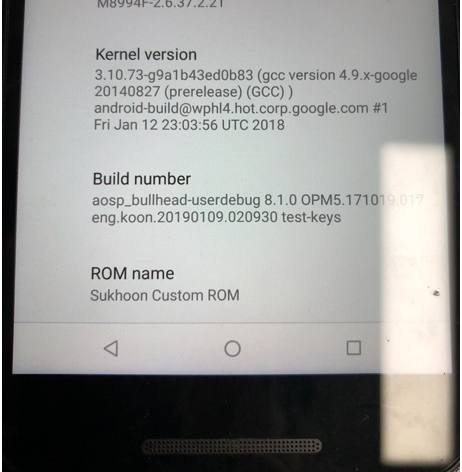 M8994F-2.6.37.2.21
Kernel version
3.10.73-g9a1b43ed0b83 (gcc version 4.9.x-google
20140827 (prerelease) (GCC) )
android-build@wphl4.hot.corp.google.com #1
Fri Jan 12 23:03:56 UTC 2018
Build number
aosp_bullhead-userdebug 8.1.0 OPM5.171019.017
eng.koon.20190109.020930 test-keys
ROM name
Sukhoon Custom ROM